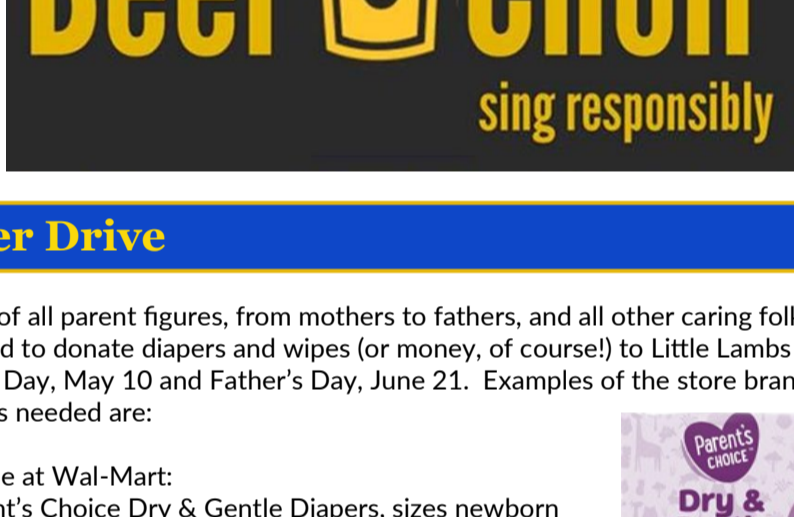 Beer Choir
sing responsibly
er Drive
of all parent figures, from mothers to fathers, and all other caring
d to donate diapers and wipes (or money, of course!) to Little Lambs
Day, May 10 and Father's Day, June 21. Examples of the store bran
s needed are:
Parent's
CHOICE
e at Wal-Mart:
Dry &
nt's Choice Dry & Gentle Diapers, sizes newborn